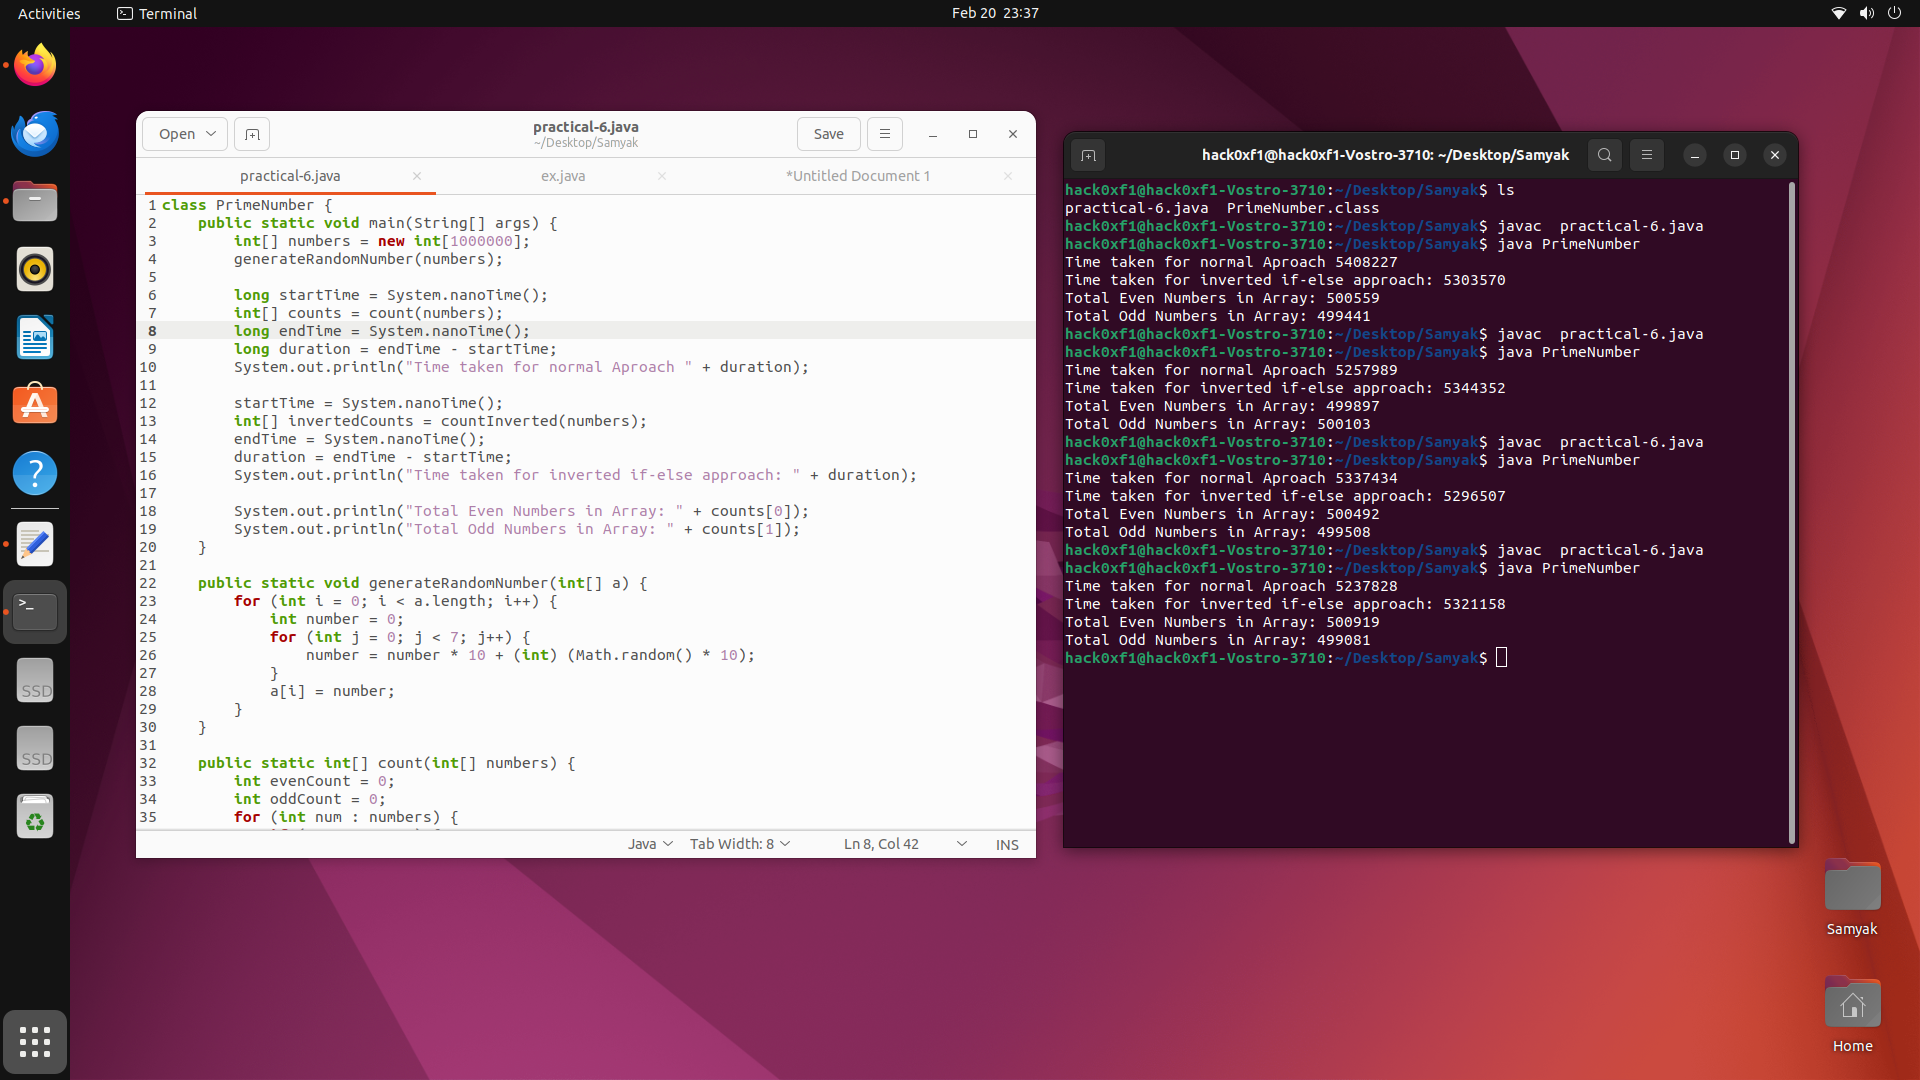 Activities
Terminal
Feb 20  23:37
Open
practical-6.java
~/Desktop/Samyak
Save
practical-6.java
ex.java
*Untitled Document 1
1 class PrimeNumber {
2     public static void main(String[] args) {
3         int[] numbers = new int[1000000];
4         generateRandomNumber(numbers);
5
6         long startTime = System.nanoTime();
7         int[] counts = count(numbers);
8         long endTime = System.nanoTime();
9         long duration = endTime - startTime;
10         System.out.println("Time taken for normal Aproach " + duration);
11
12         startTime = System.nanoTime();
13         int[] invertedCounts = countInverted(numbers);
14         endTime = System.nanoTime();
15         duration = endTime - startTime;
16         System.out.println("Time taken for inverted if-else approach: " + duration);
17
18         System.out.println("Total Even Numbers in Array: " + counts[0]);
19         System.out.println("Total Odd Numbers in Array: " + counts[1]);
20     }
21
22     public static void generateRandomNumber(int[] a) {
23         for (int i = 0; i < a.length; i++) {
24             int number = 0;
25             for (int j = 0; j < 7; j++) {
26                 number = number * 10 + (int) (Math.random() * 10);
27             }
28             a[i] = number;
29         }
30     }
31
32     public static int[] count(int[] numbers) {
33         int evenCount = 0;
34         int oddCount = 0;
35         for (int num : numbers) {
Java
Tab Width: 8
Ln 8, Col 42
INS
hack0xf1@hack0xf1-Vostro-3710: ~/Desktop/Samyak
hack0xf1@hack0xf1-Vostro-3710:~/Desktop/Samyak$ ls
practical-6.java  PrimeNumber.class
hack0xf1@hack0xf1-Vostro-3710:~/Desktop/Samyak$ javac  practical-6.java
hack0xf1@hack0xf1-Vostro-3710:~/Desktop/Samyak$ java PrimeNumber
Time taken for normal Aproach 5408227
Time taken for inverted if-else approach: 5303570
Total Even Numbers in Array: 500559
Total Odd Numbers in Array: 499441
hack0xf1@hack0xf1-Vostro-3710:~/Desktop/Samyak$ javac  practical-6.java
hack0xf1@hack0xf1-Vostro-3710:~/Desktop/Samyak$ java PrimeNumber
Time taken for normal Aproach 5257989
Time taken for inverted if-else approach: 5344352
Total Even Numbers in Array: 499897
Total Odd Numbers in Array: 500103
hack0xf1@hack0xf1-Vostro-3710:~/Desktop/Samyak$ javac  practical-6.java
hack0xf1@hack0xf1-Vostro-3710:~/Desktop/Samyak$ java PrimeNumber
Time taken for normal Aproach 5337434
Time taken for inverted if-else approach: 5296507
Total Even Numbers in Array: 500492
Total Odd Numbers in Array: 499508
hack0xf1@hack0xf1-Vostro-3710:~/Desktop/Samyak$ javac  practical-6.java
hack0xf1@hack0xf1-Vostro-3710:~/Desktop/Samyak$ java PrimeNumber
Time taken for normal Aproach 5237828
Time taken for inverted if-else approach: 5321158
Total Even Numbers in Array: 500919
Total Odd Numbers in Array: 499081
hack0xf1@hack0xf1-Vostro-3710:~/Desktop/Samyak$
SSD
SSD
Samyak
Home